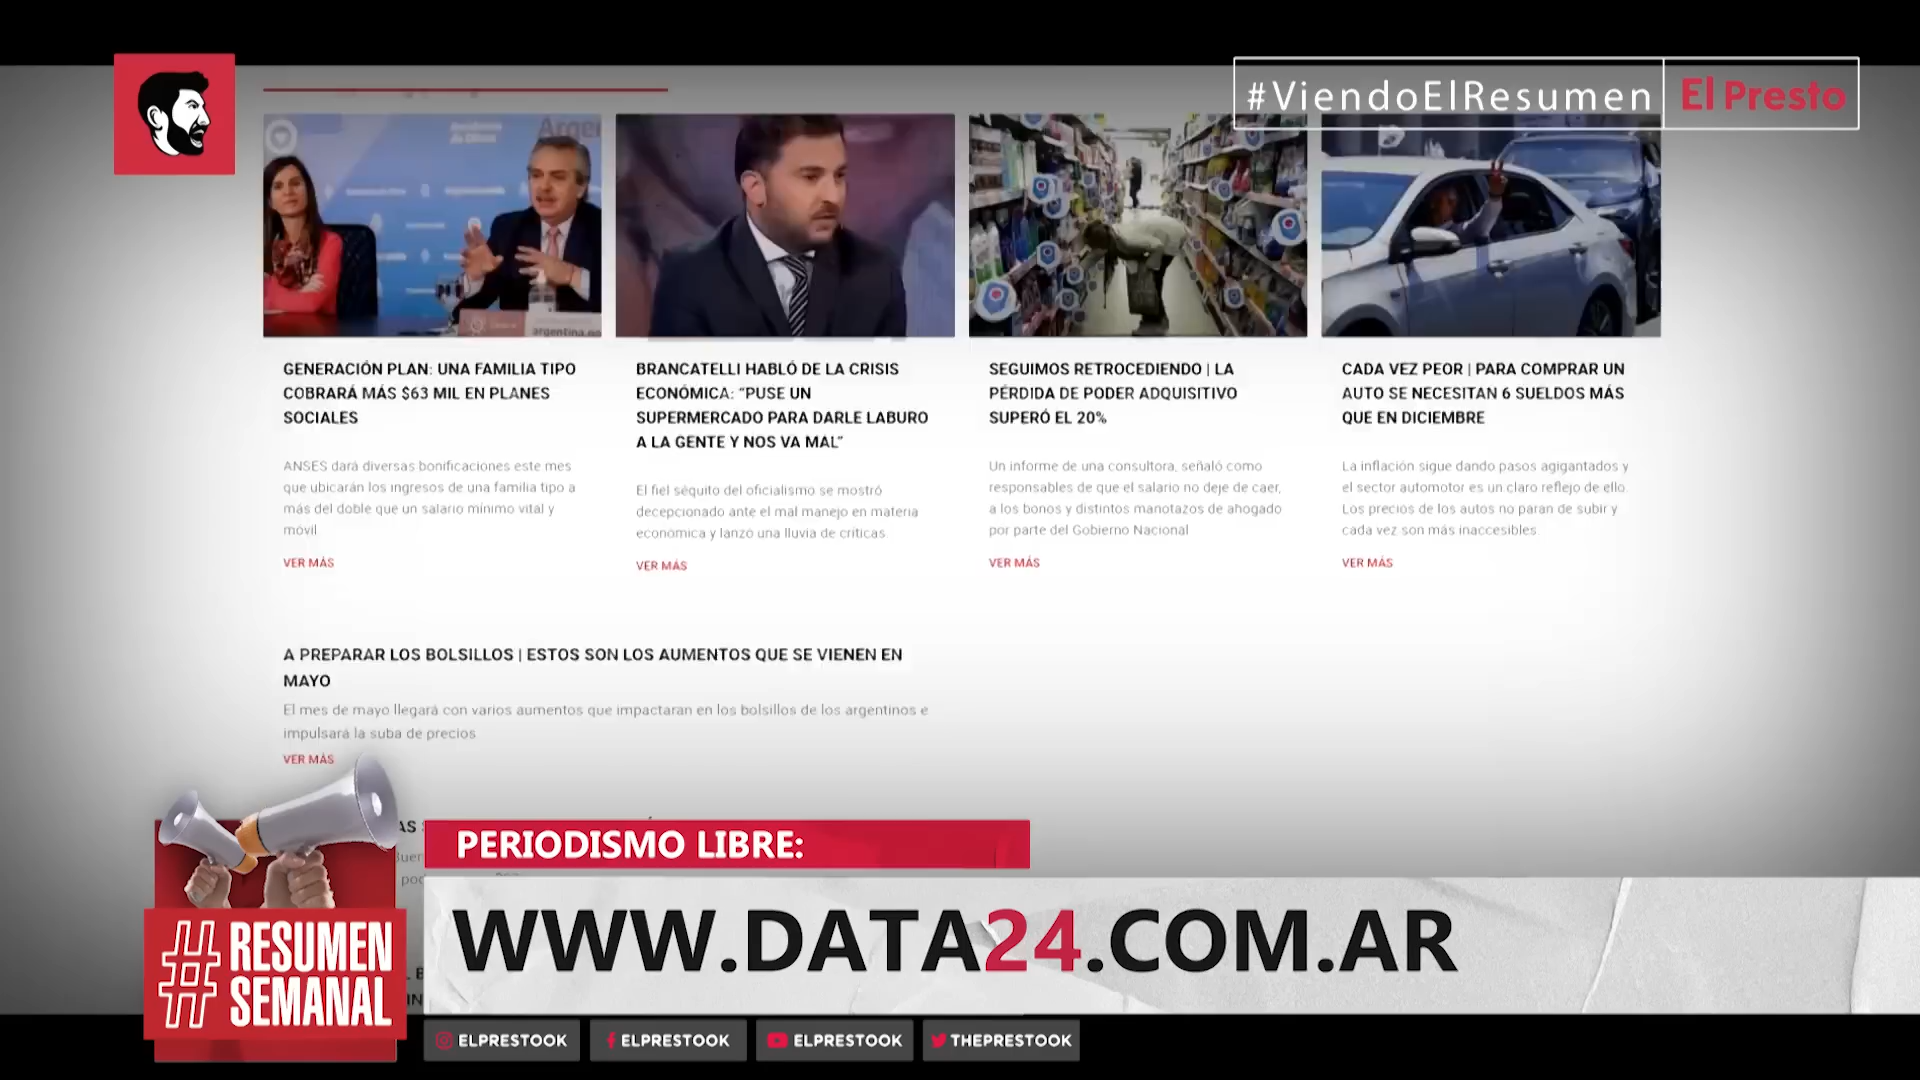 #ViendoElResumen El Presto
Argen
argentina.go
GENERACIÓN PLAN: UNA FAMILIA TIPO
COBRARÁ MÁS $63 MIL EN PLANES
SOCIALES
ANSES dará diversas bonificaciones este mes
que ubicarán los ingresos de una familia tipo a
más del doble que un salario mínimo vital y
móvil
VER MÁS
BRANCATELLI HABLÓ DE LA CRISIS
ECONÓMICA: “PUSE UN
SUPERMERCADO PARA DARLE LABURO
A LA GENTE Y NOS VA MAL”
El fiel séquito del oficialismo se mostró
decepcionado ante el mal manejo en materia
económica y lanzó una lluvia de críticas.
VER MÁS
SEGUIMOS RETROCEDIENDO | LA
PÉRDIDA DE PODER ADQUISITIVO
SUPERÓ EL 20%
Un informe de una consultora, señaló como
responsables de que el salario no deje de caer,
a los bonos y distintos manotazos de ahogado
por parte del Gobierno Nacional
VER MÁS
CADA VEZ PEOR | PARA COMPRAR UN
AUTO SE NECESITAN 6 SUELDOS MÁS
QUE EN DICIEMBRE
La inflación sigue dando pasos agigantados y
el sector automotor es un claro reflejo de ello.
Los precios de los autos no paran de subir y
cada vez son más inaccesibles.
VER MÁS
A PREPARAR LOS BOLSILLOS | ESTOS SON LOS AUMENTOS QUE SE VIENEN EN
MAYO
El mes de mayo llegará con varios aumentos que impactaran en los bolsillos de los argentinos e
impulsará la suba de precios
VER MÁS
PERIODISMO LIBRE:
WWW.DATA24.COM.AR
#RESUMEN
SEMANAL
ELPRESTOOK ELPRESTOOK ELPRESTOOK THEPRESTOOK